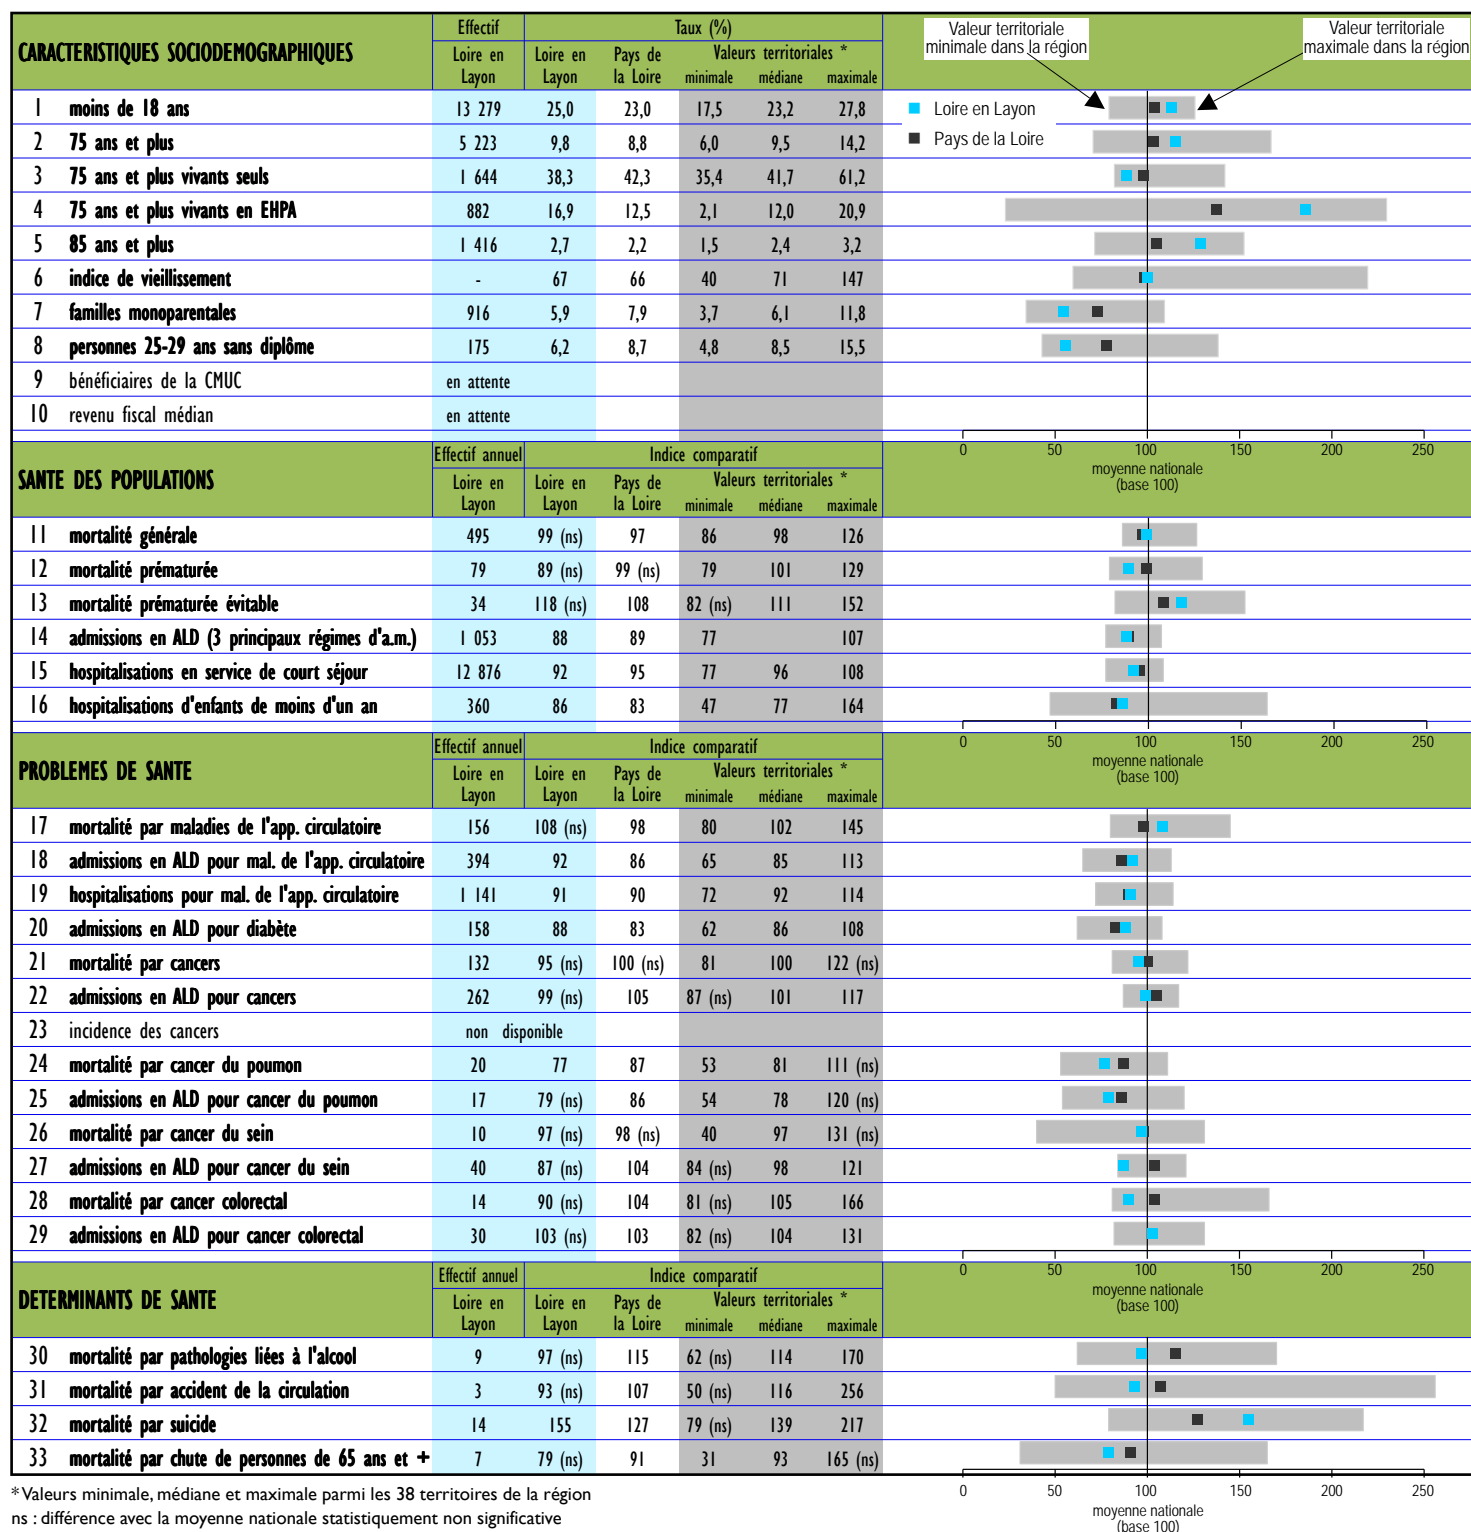 CARACTERISTIQUES SOCIODEMOGRAPHIQUES
Effectif Taux (%)
Loire en Layon Loire en Layon Pays de la Loire Valeurs territoriales *
minimale médiane maximale
Valeur territoriale minimale dans la région
Valeur territoriale maximale dans la région
Loire en Layon
Pays de la Loire
1 moins de 18 ans 13 279 25,0 23,0 17,5 23,2 27,8
2 75 ans et plus 5 223 9,8 8,8 6,0 9,5 14,2
3 75 ans et plus vivants seuls 1 644 38,3 42,3 35,4 41,7 61,2
4 75 ans et plus vivants en EHPA 882 16,9 12,5 2,1 12,0 20,9
5 85 ans et plus 1 416 2,7 2,2 1,5 2,4 3,2
6 indice de vieillissement - 67 66 40 71 147
7 familles monoparentales 916 5,9 7,9 3,7 6,1 11,8
8 personnes 25-29 ans sans diplôme 175 6,2 8,7 4,8 8,5 15,5
9 bénéficiaires de la CMUC en attente
10 revenu fiscal médian en attente
0 50 100 150 200 250
moyenne nationale
(base 100)
SANTE DES POPULATIONS
Effectif annuel Indice comparatif
Loire en Layon Loire en Layon Pays de la Loire Valeurs territoriales *
minimale médiane maximale
11 mortalité générale 495 99 (ns) 97 86 98 126
12 mortalité prématurée 79 89 (ns) 99 (ns) 79 101 129
13 mortalité prématurée évitable 34 118 (ns) 108 82 (ns) 111 152
14 admissions en ALD (3 principaux régimes d'a.m.) 1 053 88 89 77 107
15 hospitalisations en service de court séjour 12 876 92 95 77 96 108
16 hospitalisations d'enfants de moins d'un an 360 86 83 47 77 164
0 50 100 150 200 250
moyenne nationale
(base 100)
PROBLEMES DE SANTE
Effectif annuel Indice comparatif
Loire en Layon Loire en Layon Pays de la Loire Valeurs territoriales *
minimale médiane maximale
17 mortalité par maladies de l'app. circulatoire 156 108 (ns) 98 80 102 145
18 admissions en ALD pour mal. de l'app. circulatoire 394 92 86 65 85 113
19 hospitalisations pour mal. de l'app. circulatoire 1 141 91 90 72 92 114
20 admissions en ALD pour diabète 158 88 83 62 86 108
21 mortalité par cancers 132 95 (ns) 100 (ns) 81 100 122 (ns)
22 admissions en ALD pour cancers 262 99 (ns) 105 87 (ns) 101 117
23 incidence des cancers non disponible
24 mortalité par cancer du poumon 20 77 87 53 81 111 (ns)
25 admissions en ALD pour cancer du poumon 17 79 (ns) 86 54 78 120 (ns)
26 mortalité par cancer du sein 10 97 (ns) 98 (ns) 40 97 131 (ns)
27 admissions en ALD pour cancer du sein 40 87 (ns) 104 84 (ns) 98 121
28 mortalité par cancer colorectal 14 90 (ns) 104 81 (ns) 105 166
29 admissions en ALD pour cancer colorectal 30 103 (ns) 103 82 (ns) 104 131
0 50 100 150 200 250
moyenne nationale
(base 100)
DETERMINANTS DE SANTE
Effectif annuel Indice comparatif
Loire en Layon Loire en Layon Pays de la Loire Valeurs territoriales *
minimale médiane maximale
30 mortalité par pathologies liées à l'alcool 9 97 (ns) 115 62 (ns) 114 170
31 mortalité par accident de la circulation 3 93 (ns) 107 50 (ns) 116 256
32 mortalité par suicide 14 155 127 79 (ns) 139 217
33 mortalité par chute de personnes de 65 ans et + 7 79 (ns) 91 31 93 165 (ns)
0 50 100 150 200 250
moyenne nationale
(base 100)
* Valeurs minimale, médiane et maximale parmi les 38 territoires de la région
ns : différence avec la moyenne nationale statistiquement non significative